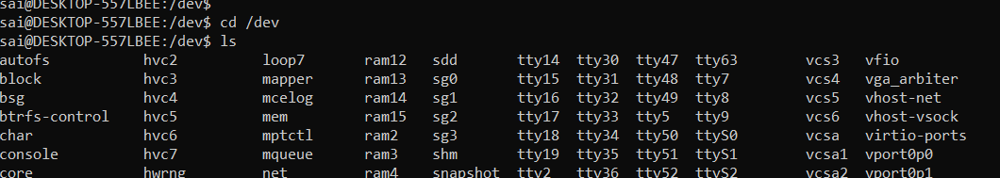 sai@DESKTOP-557LBEE:/dev$
sai@DESKTOP-557LBEE:/dev$ cd /dev
sai@DESKTOP-557LBEE:/dev$ ls
autofs hvc2 loop7 ram12 sdd tty14 tty30 tty47 tty63 vcs3 vfio
block hvc3 mapper ram13 sg0 tty15 tty31 tty48 tty7 vcs4 vga_arbiter
bsg hvc4 mcelog ram14 sg1 tty16 tty32 tty49 tty8 vcs5 vhost-net
btrfs-control hvc5 mem ram15 sg2 tty17 tty33 tty5 tty9 vcs6 vhost-vsock
char hvc6 mptctl ram2 sg3 tty18 tty34 tty50 ttyS0 vcsa virtio-ports
console hvc7 mqueue ram3 shm tty19 tty35 tty51 ttyS1 vcsa1 vport0p0
core hwrng net ram4 snapshot tty2 tty36 tty52 ttyS2 vcsa2 vport0p1